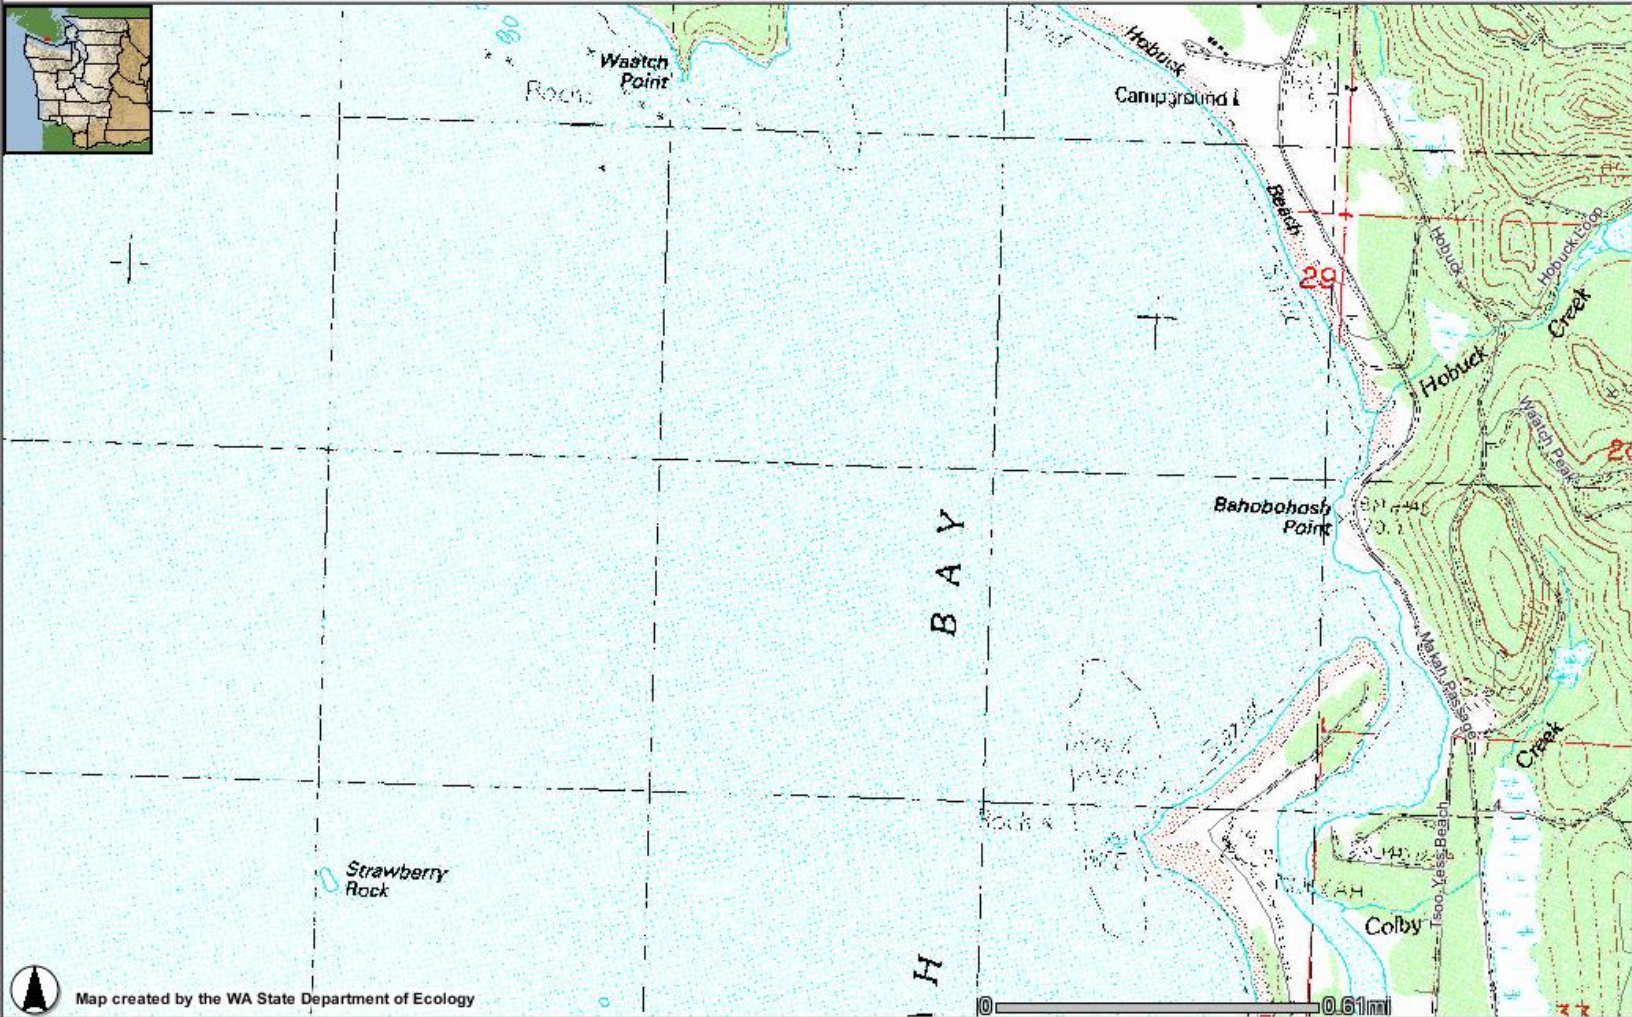 Hobuck
Waatch
Point
Rocks
Campground
Beach
29
Hobuck
Hobuck Loop
Creek
Hobuck
Waatch Peak
Bahobohosh
Point
B A Y
Makah Passage
Creek
Rock
Strawberry
Rock
Tsoo-Yess Beach
Colby
H
Map created by the WA State Department of Ecology
0
0.61mi